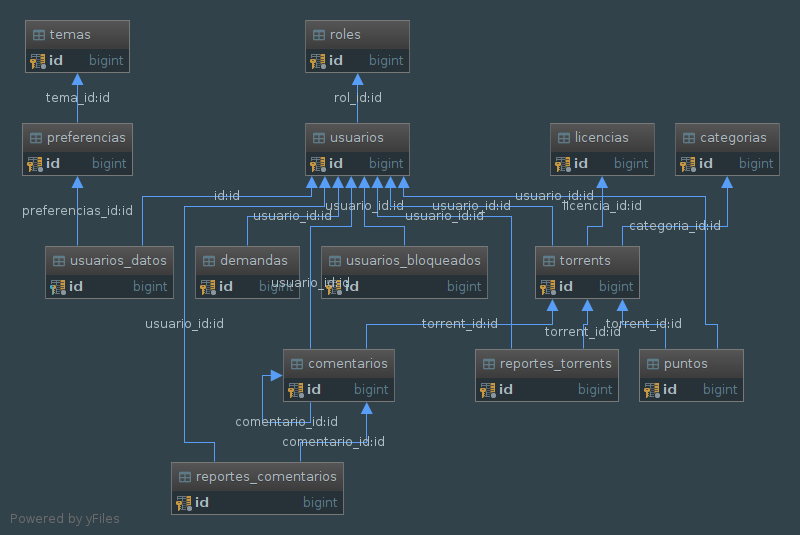 temas
id bigint
roles
id bigint
tema_id:id
rol_id:id
preferencias
id bigint
usuarios
id bigint
licencias
id bigint
categorias
id bigint
id:id
usuario_id:id
preferencias_id:id
usuario_id:id
usuario_id:id
usuario_id:id
usuario_id:id
licencia_id:id
categoria_id:id
usuarios_datos
id bigint
demandas
id bigint
usuarios_bloqueados
id bigint
torrents
id bigint
usuario_id:id
usuario_id:id
torrent_id:id
torrent_id:id
torrent_id:id
comentarios
id bigint
reportes_torrents
id bigint
puntos
id bigint
comentario_id:id
comentario_id:id
reportes_comentarios
id bigint
Powered by yFiles